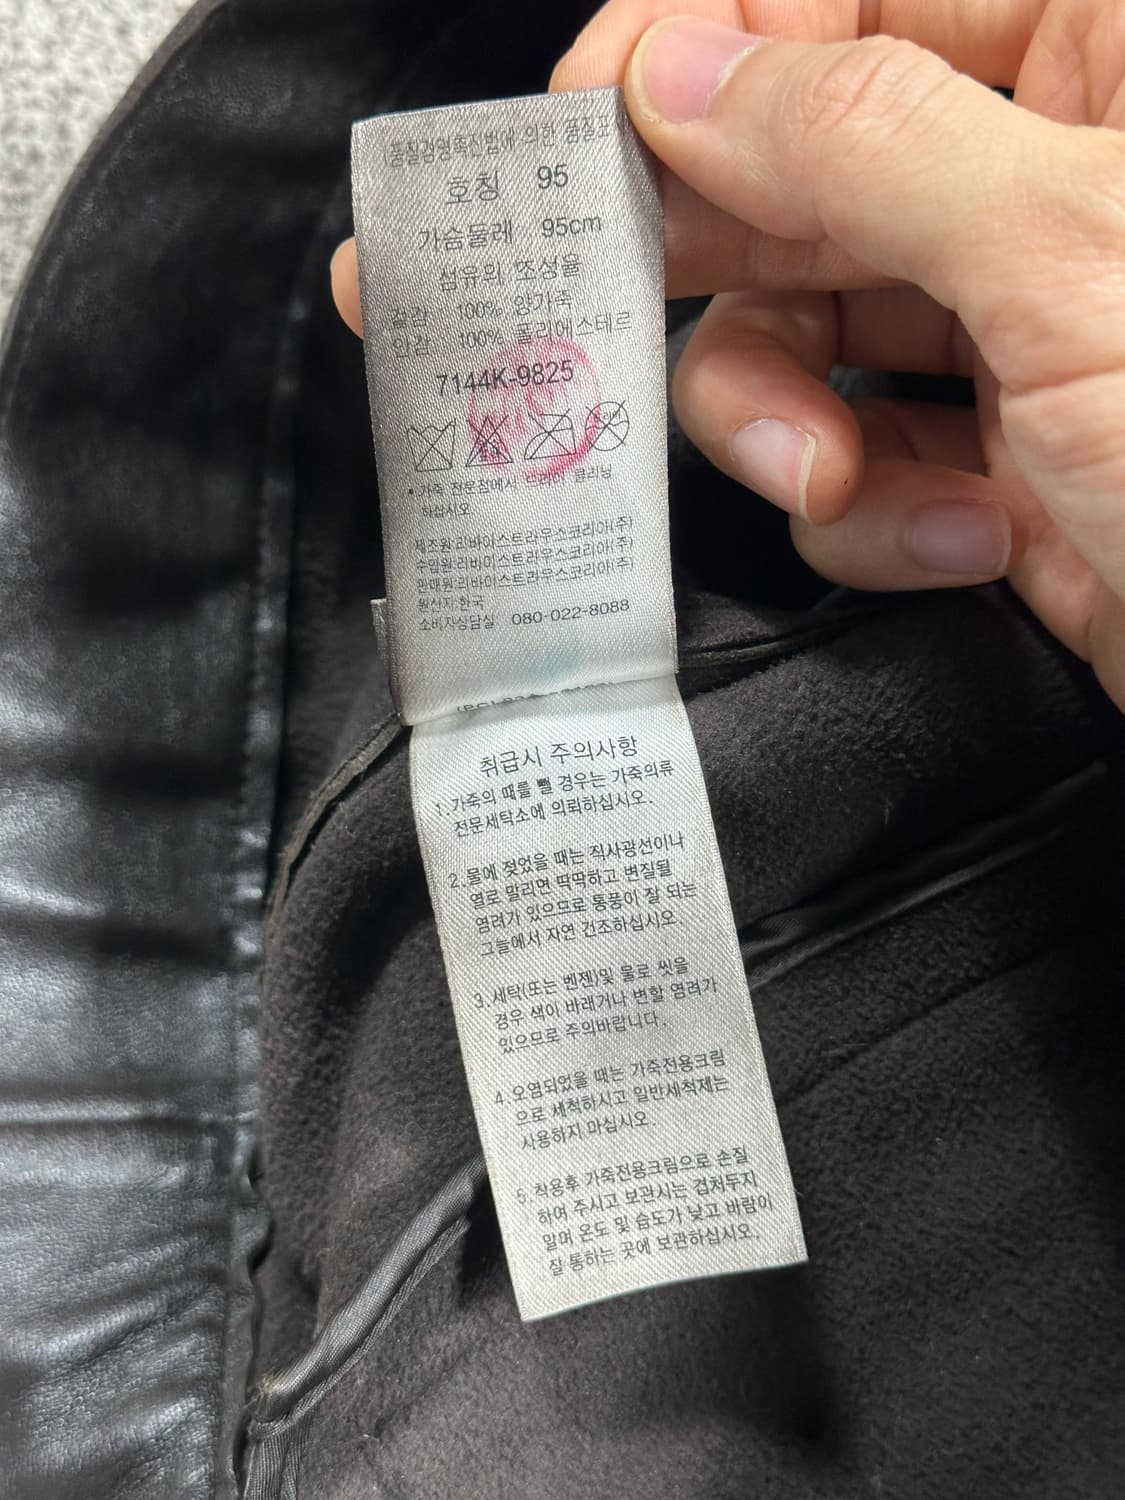 (품질경영촉진법에 의한 품질표
호칭 95
가슴둘레 95cm
섬유의 조성율
겉감 100% 양가죽
안감 100% 폴리에스테르
7144K-9825
* 가죽 전문점에서 드라이 클리닝
하십시오
제조원:리바이스트라우스코리아(주)
수입원:리바이스트라우스코리아(주)
판매원:리바이스트라우스코리아(주)
원산지:한국
소비자상담실 080-022-8088
취급시 주의사항
1. 가죽의 때를 뺄 경우는 가죽의류
전문세탁소에 의뢰하십시오.
2. 물에 젖었을 때는 직사광선이나
열로 말리면 딱딱하고 변질될
염려가 있으므로 통풍이 잘 되는
그늘에서 자연 건조하십시오.
3. 세탁(또는 벤젠)및 물로 씻을
경우 색이 바래거나 변할 염려가
있으므로 주의바랍니다.
4. 오염되었을 때는 가죽전용크림
으로 세척하시고 일반세척제는
사용하지 마십시오.
5. 착용후 가죽전용크림으로 손질
하여 주시고 보관시는 겹쳐두지
말며 온도 및 습도가 낮고 바람이
잘 통하는 곳에 보관하십시오.